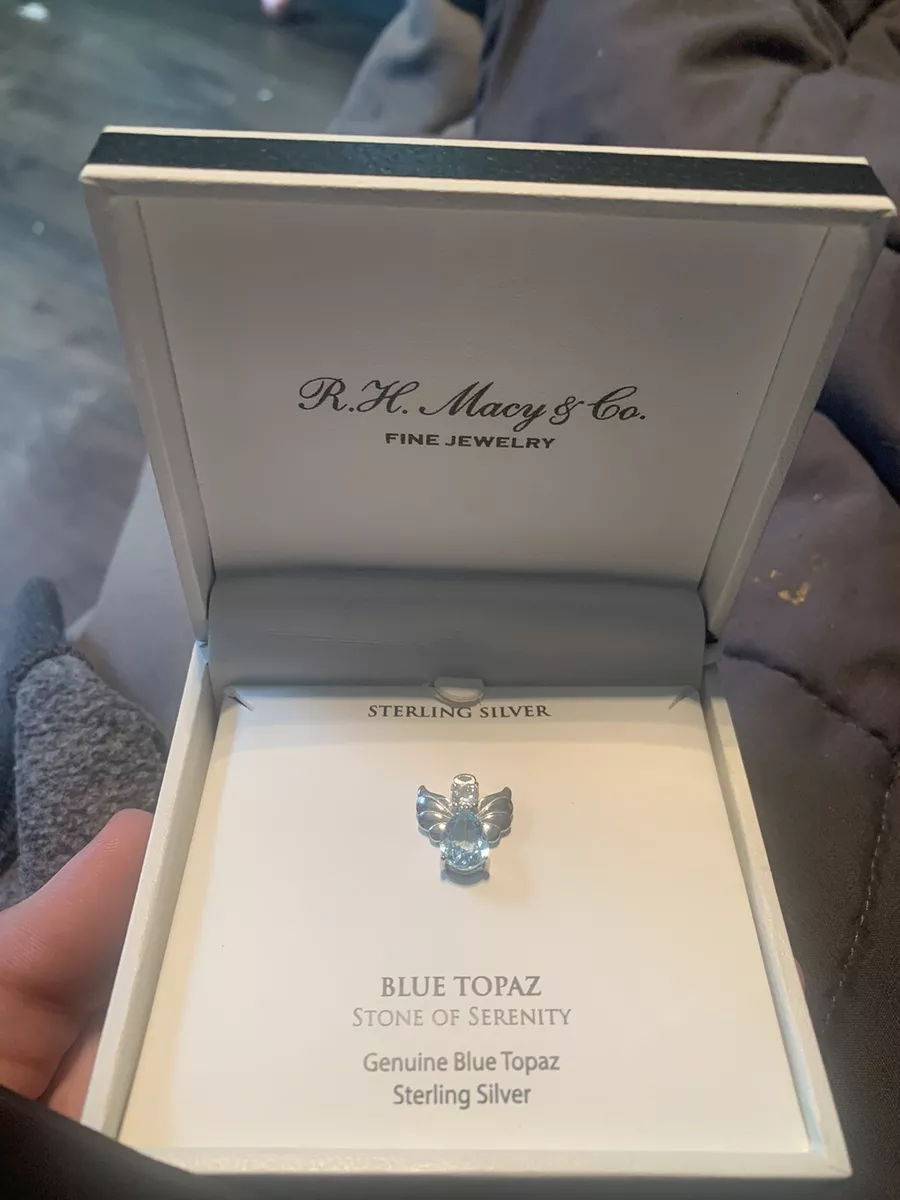 R.H. Macy & Co.
FINE JEWELRY
STERLING SILVER
BLUE TOPAZ
STONE OF SERENITY
Genuine Blue Topaz
Sterling Silver